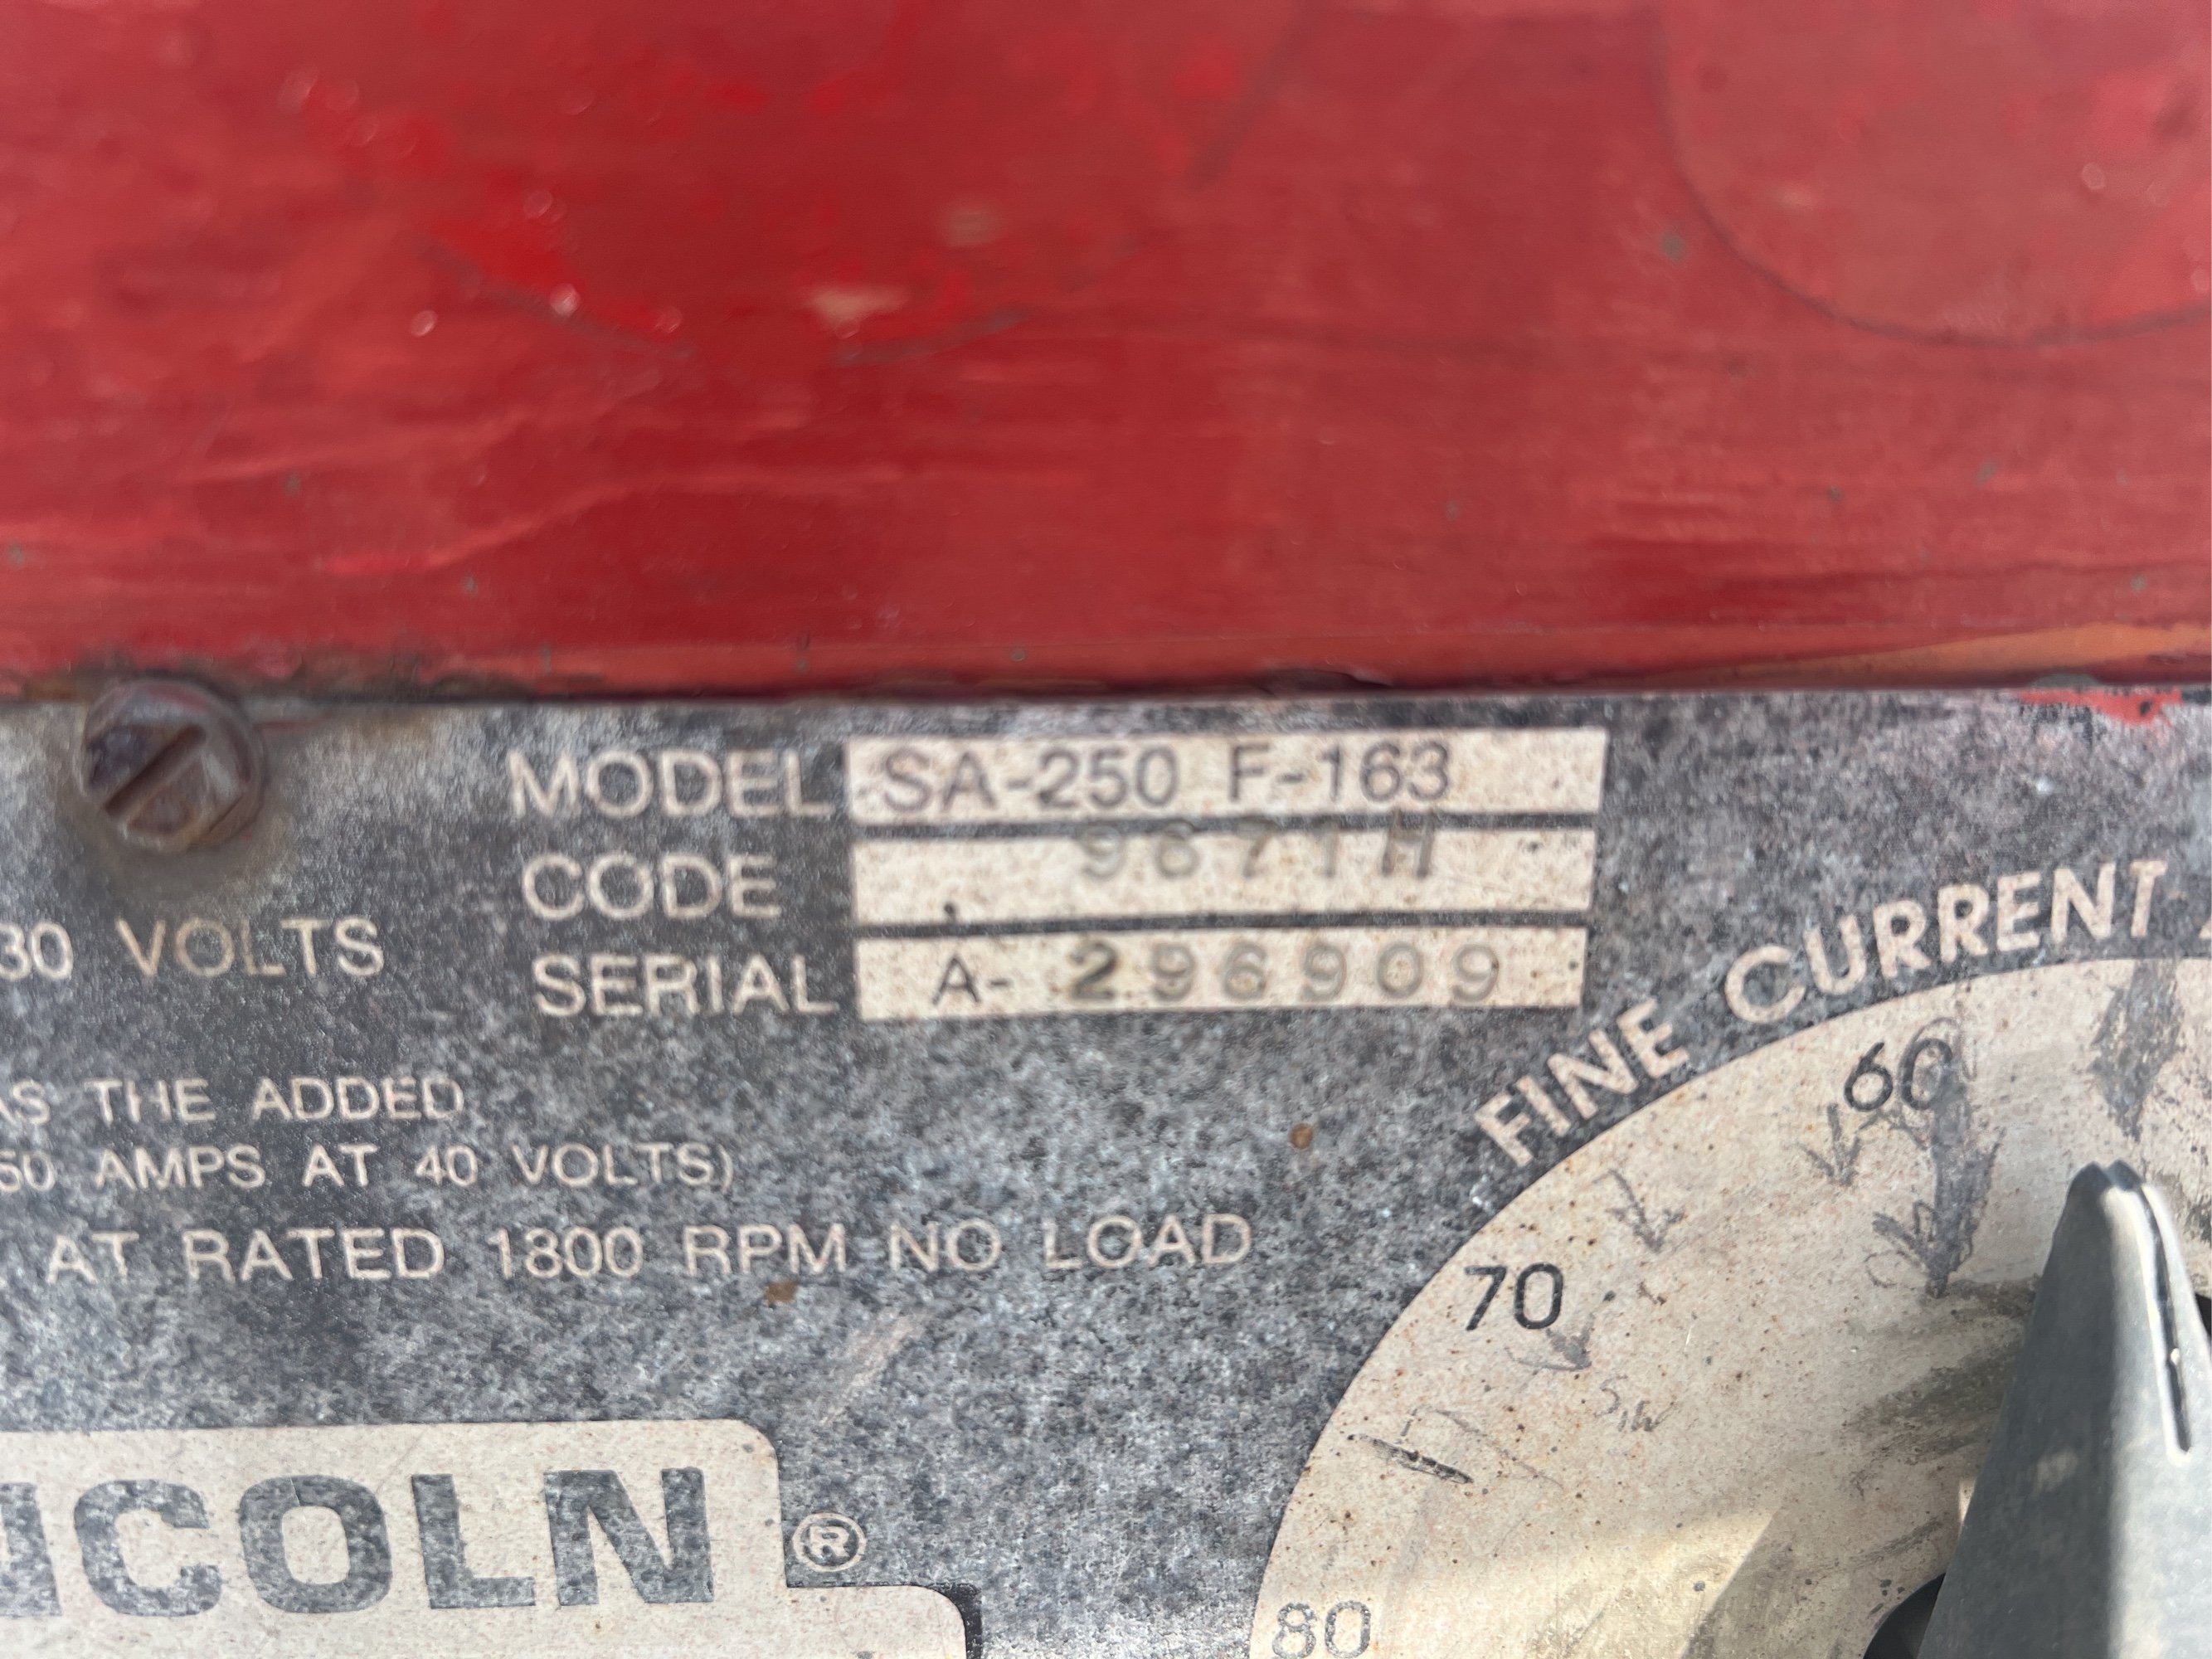 MODEL SA-250 F-163
CODE 9671H
SERIAL A-296909
30 VOLTS
FINE CURRENT
AS THE ADDED
50 AMPS AT 40 VOLTS)
AT RATED 1800 RPM NO LOAD
60
70
80
NCOLN®